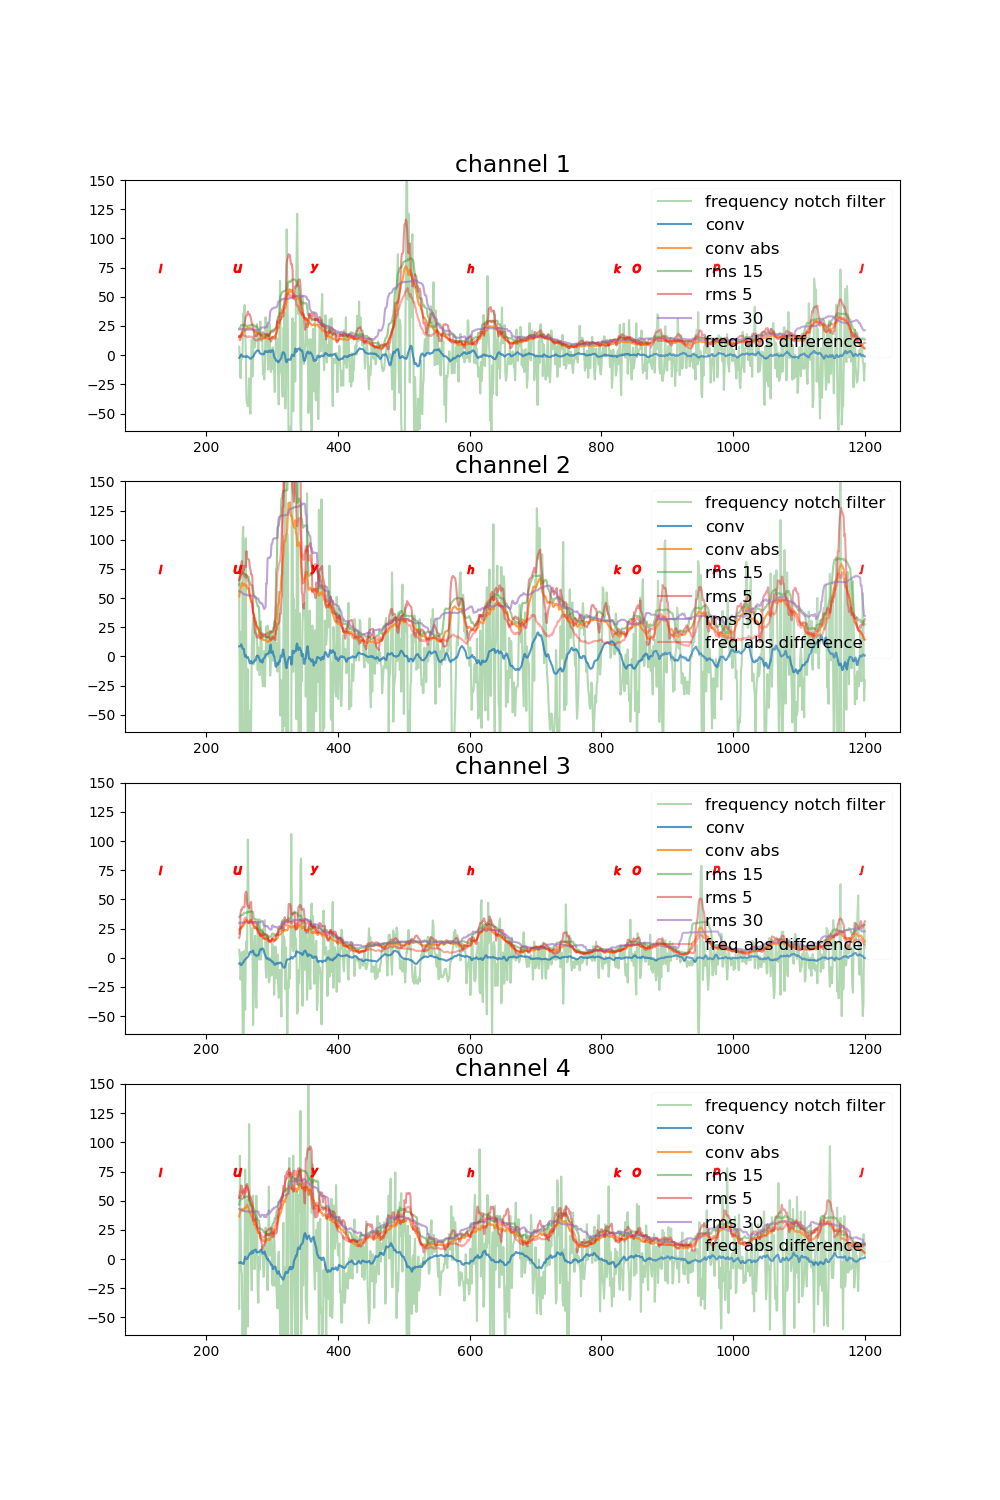 channel 1
150
frequency notch filter
125
conv
100
conv abs
75 l u y h k o J
rms 15
50
rms 5
25
rms 30
0
freq abs difference
−25
−50
200 400 600 800 1000 1200
channel 2
150
frequency notch filter
125
conv
100
conv abs
75 l u y h k o J
rms 15
50
rms 5
25
rms 30
0
freq abs difference
−25
−50
200 400 600 800 1000 1200
channel 3
150
frequency notch filter
125
conv
100
conv abs
75 l u y h k o J
rms 15
50
rms 5
25
rms 30
0
freq abs difference
−25
−50
200 400 600 800 1000 1200
channel 4
150
frequency notch filter
125
conv
100
conv abs
75 l u y h k o J
rms 15
50
rms 5
25
rms 30
0
freq abs difference
−25
−50
200 400 600 800 1000 1200